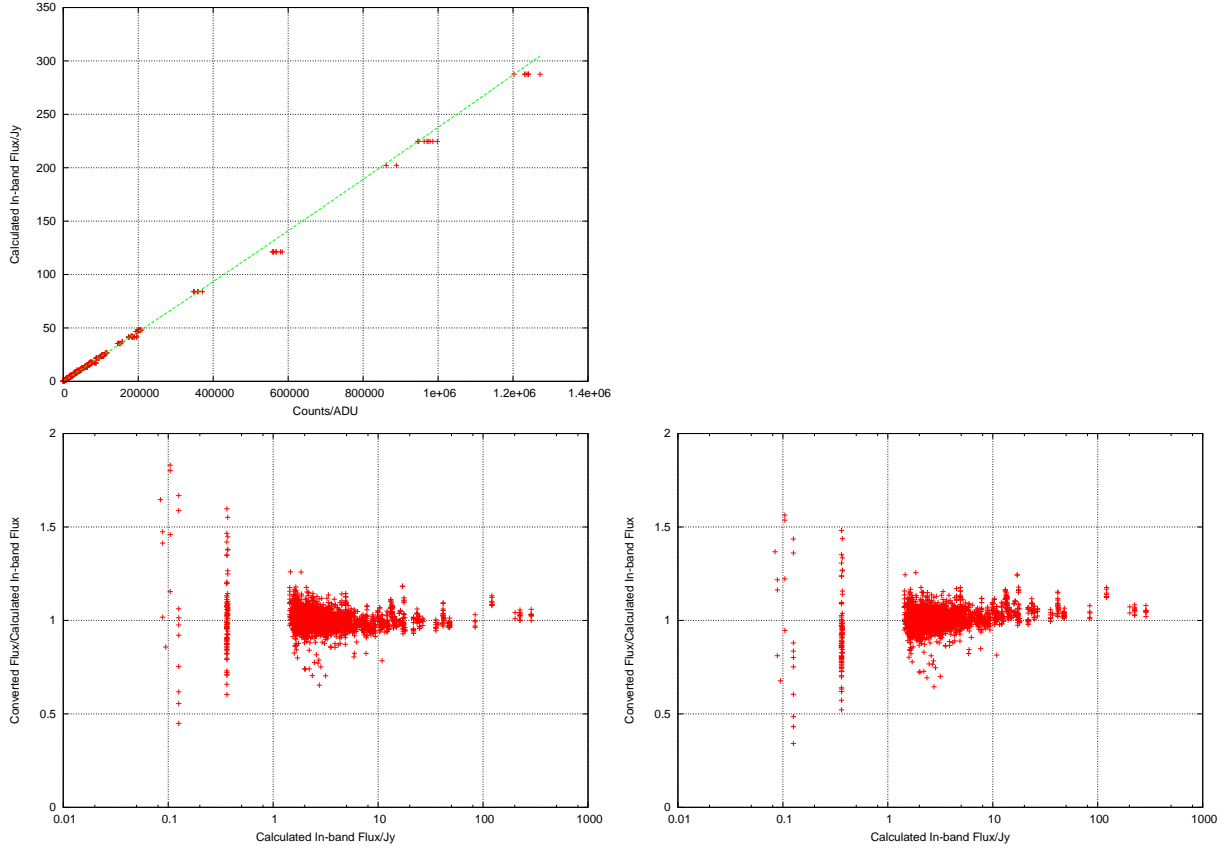 350
300
250
200
150
100
50
0
Calculated In-band Flux/Jy
0 200000 400000 600000 800000 1e+06 1.2e+06 1.4e+06
Counts/ADU
2
1.5
1
0.5
0
Converted Flux/Calculated In-band Flux
0.01 0.1 1 10 100 1000
Calculated In-band Flux/Jy
2
1.5
1
0.5
0
Converted Flux/Calculated In-band Flux
0.01 0.1 1 10 100 1000
Calculated In-band Flux/Jy